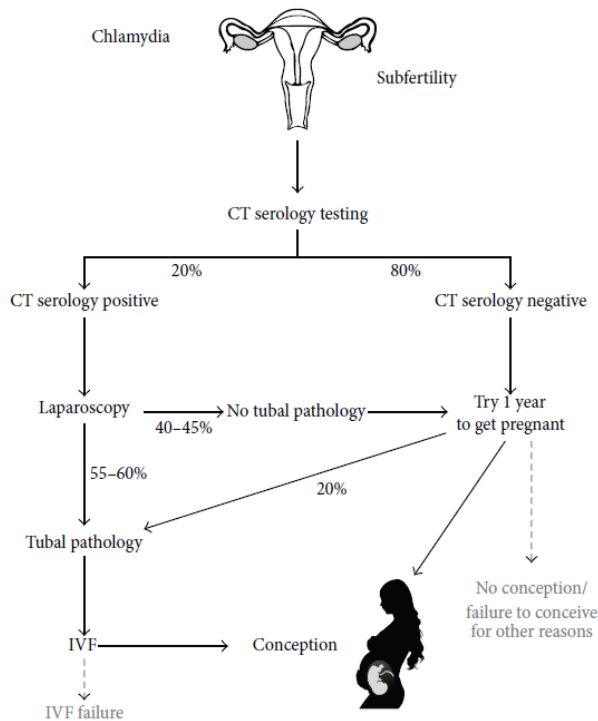 Chlamydia
Subfertility
CT serology testing
20%
80%
CT serology positive
CT serology negative
Laparoscopy
40–45%
No tubal pathology
Try 1 year
to get pregnant
55–60%
20%
Tubal pathology
No conception/
failure to conceive
for other reasons
IVF
Conception
IVF failure